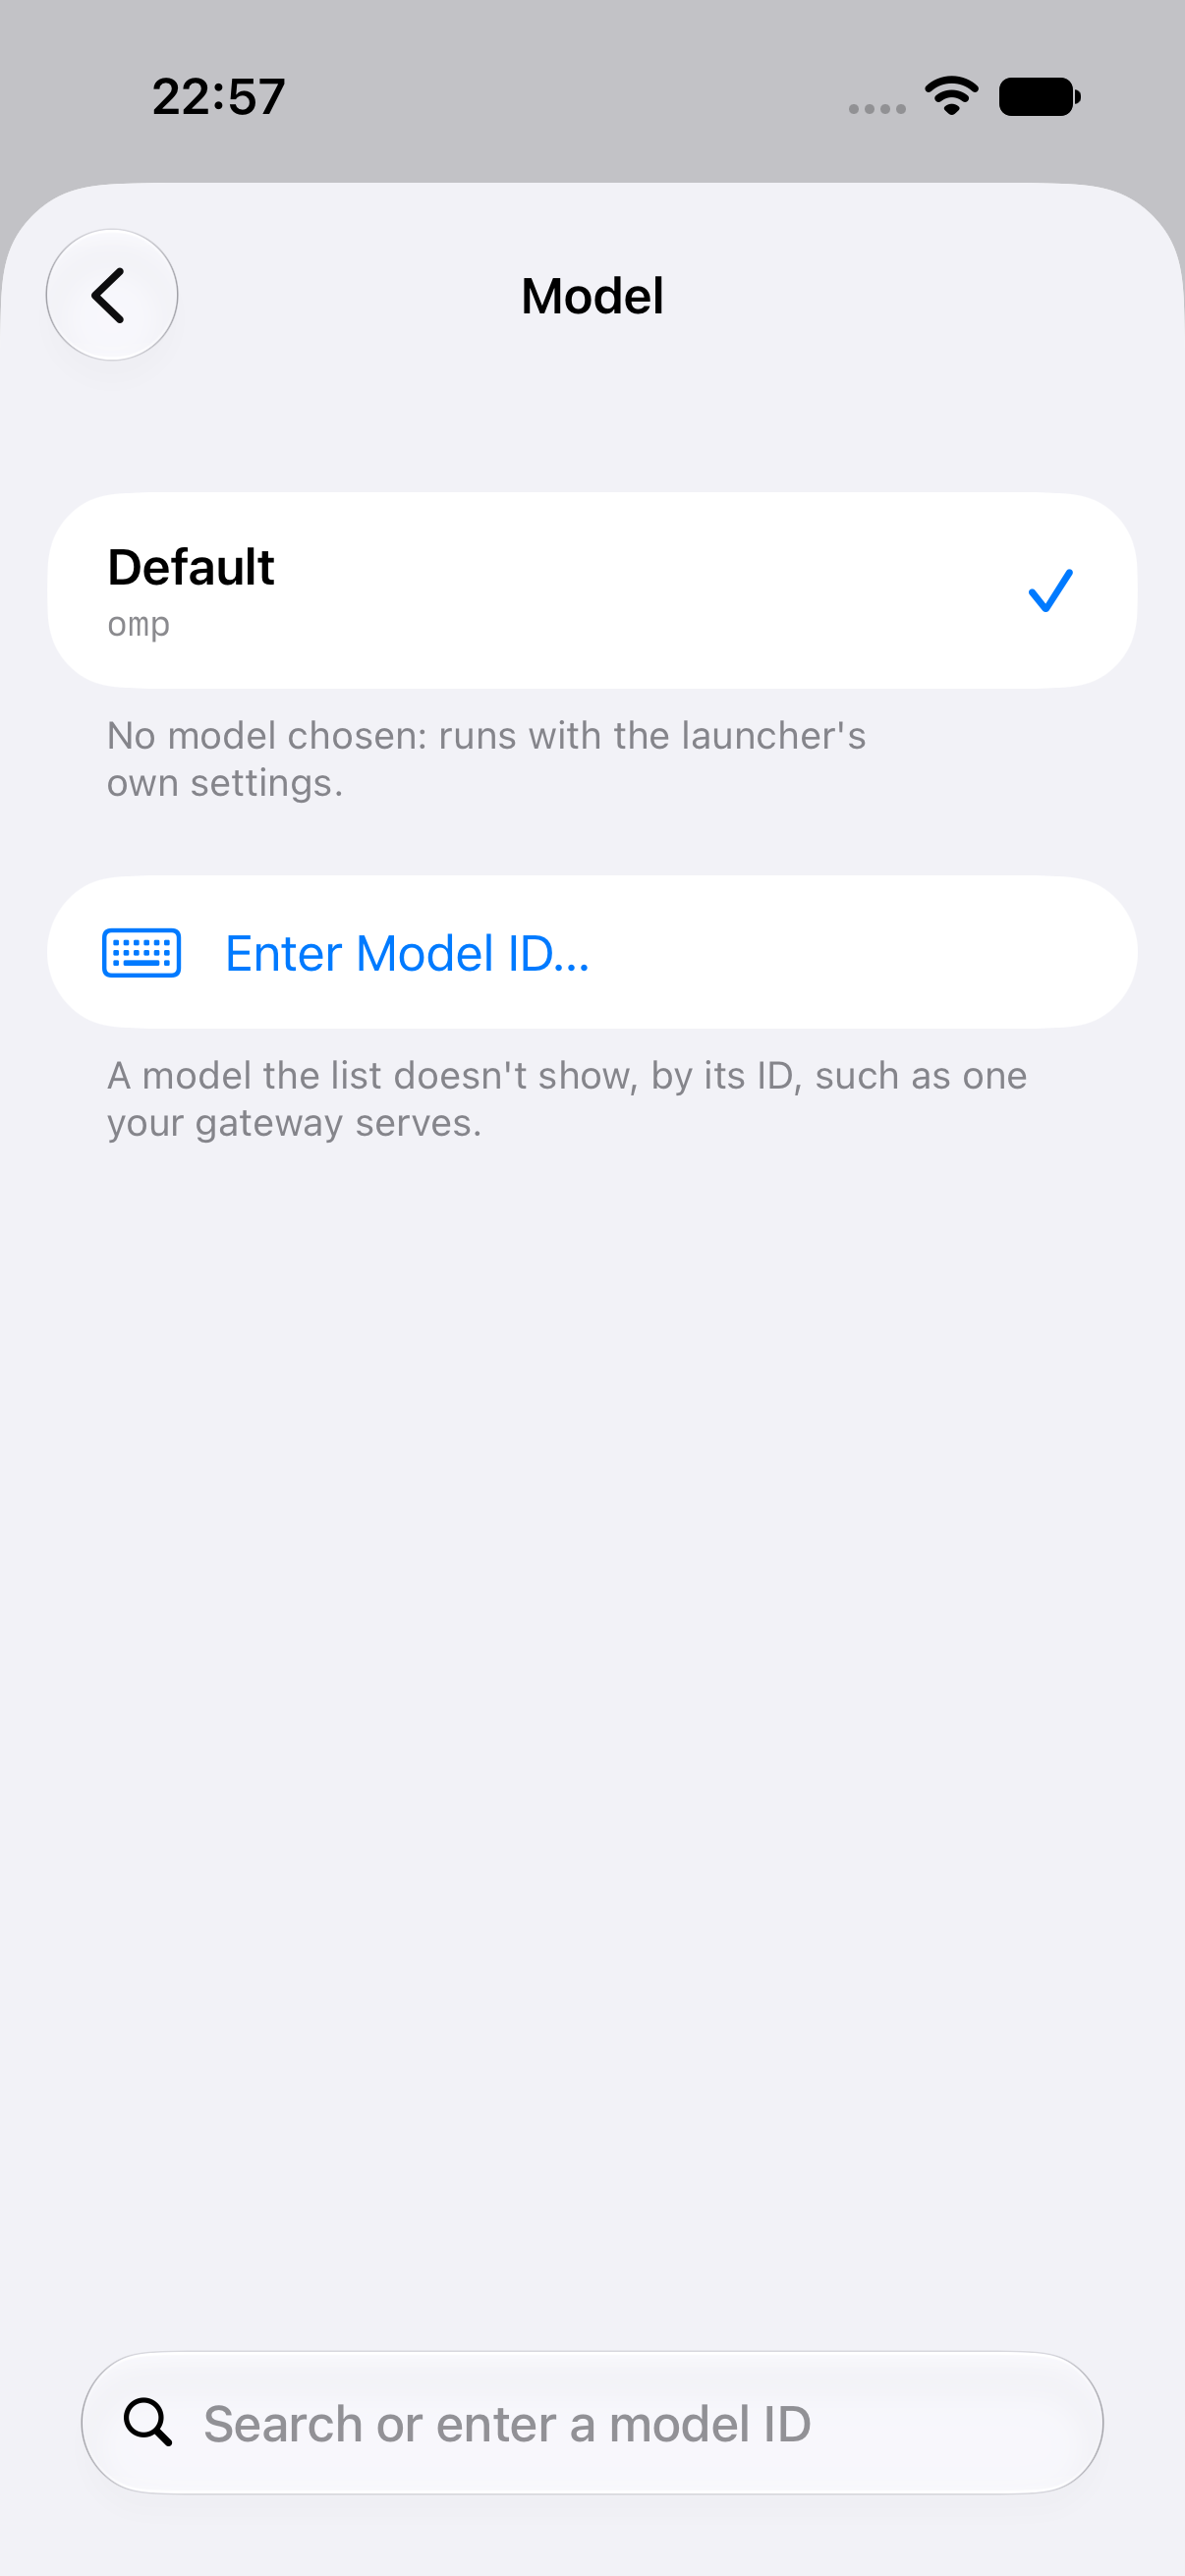 22:57
Model
Default
omp
No model chosen: runs with the launcher's
own settings.
Enter Model ID...
A model the list doesn't show, by its ID, such as one
your gateway serves.
Search or enter a model ID